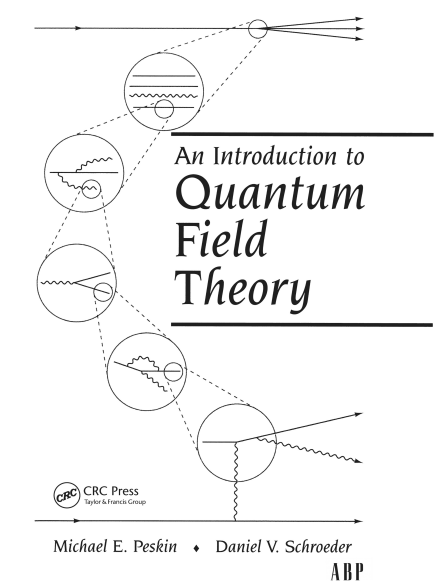 An Introduction to
Quantum
Field
Theory
CRC
CRC Press
Taylor & Francis Group
Michael E. Peskin ♦ Daniel V. Schroeder
ABP